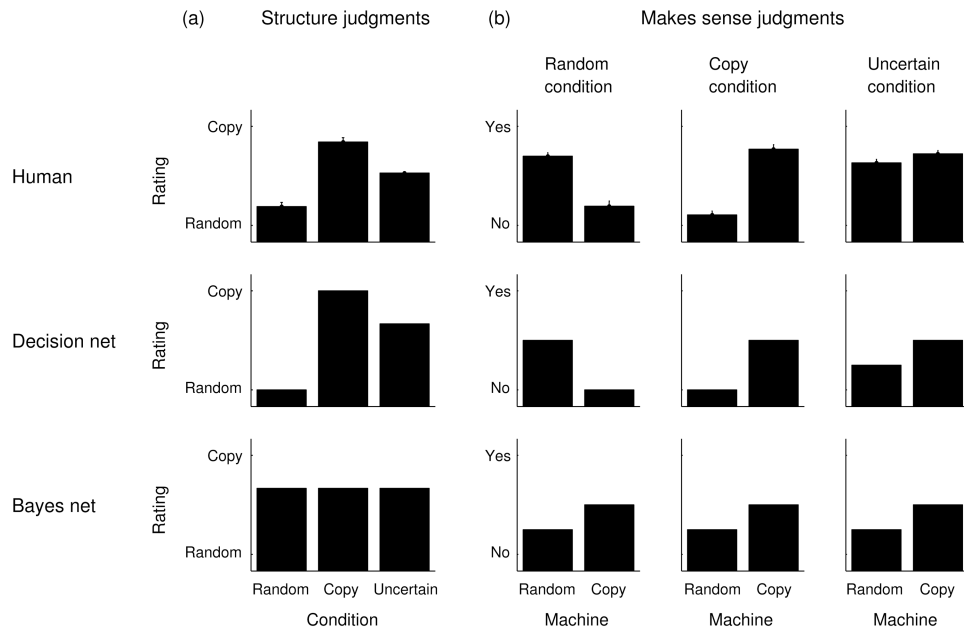 (a) Structure judgments (b) Makes sense judgments
Random condition Copy condition Uncertain condition
Human
Rating
Copy
Random
Yes
No
Decision net
Rating
Copy
Random
Yes
No
Bayes net
Rating
Copy
Random
Yes
No
Random Copy Uncertain Random Copy Random Copy Random Copy
Condition Machine Machine Machine